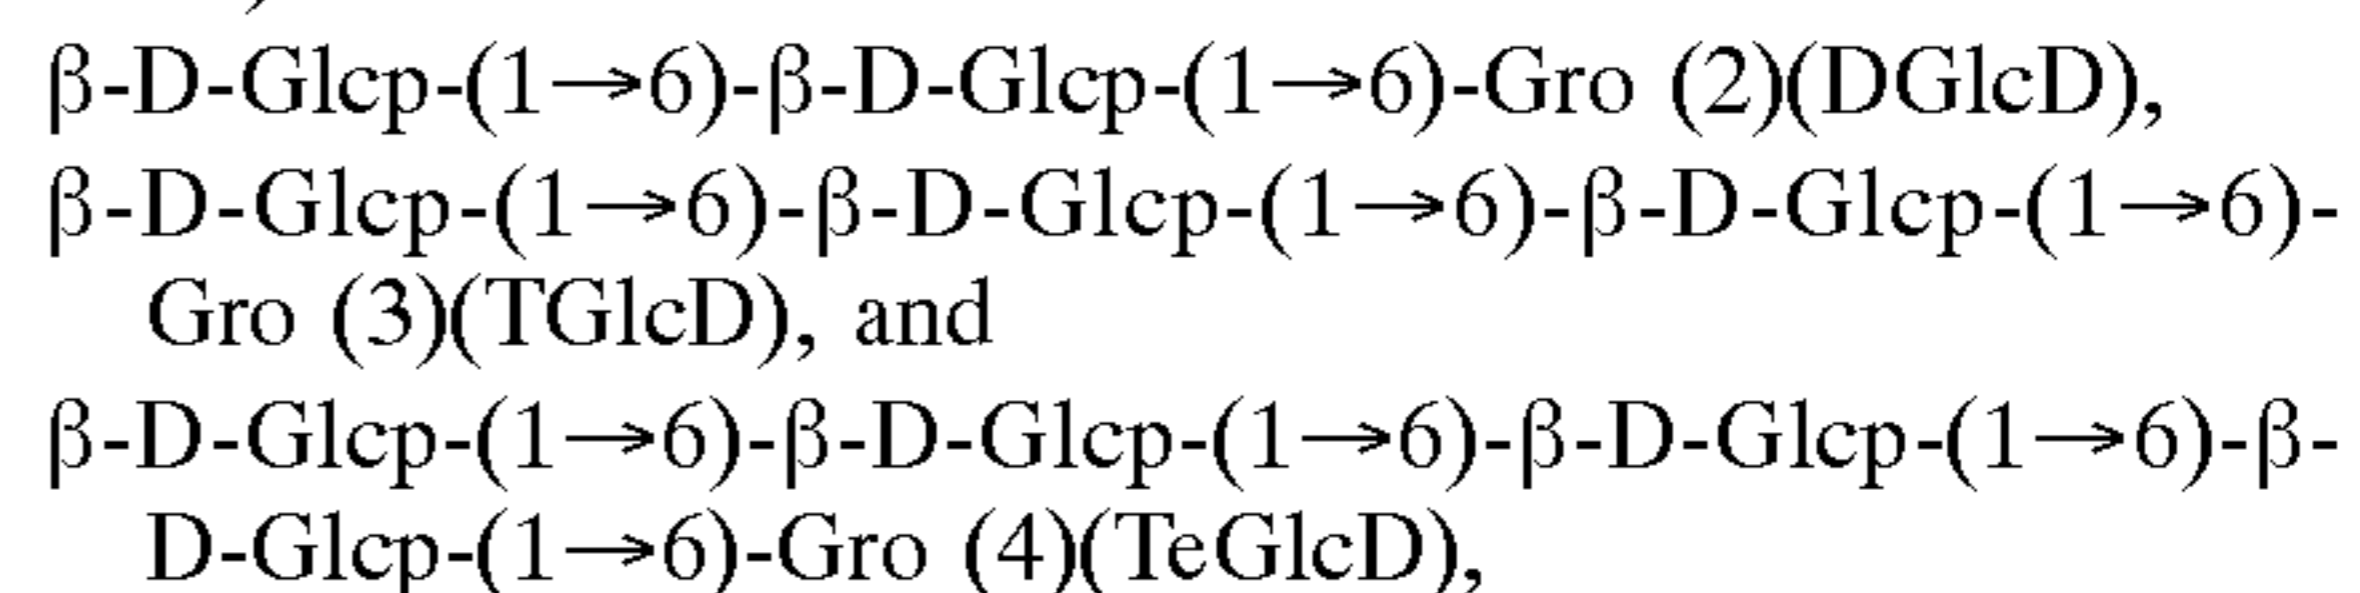 β-D-Glcp-(1→6)-β-D-Glcp-(1→6)-Gro (2)(DGlcD),
β-D-Glcp-(1→6)-β-D-Glcp-(1→6)-β-D-Glcp-(1→6)-
Gro (3)(TGlcD), and
β-D-Glcp-(1→6)-β-D-Glcp-(1→6)-β-D-Glcp-(1→6)-β-
D-Glcp-(1→6)-Gro (4)(TeGlcD),